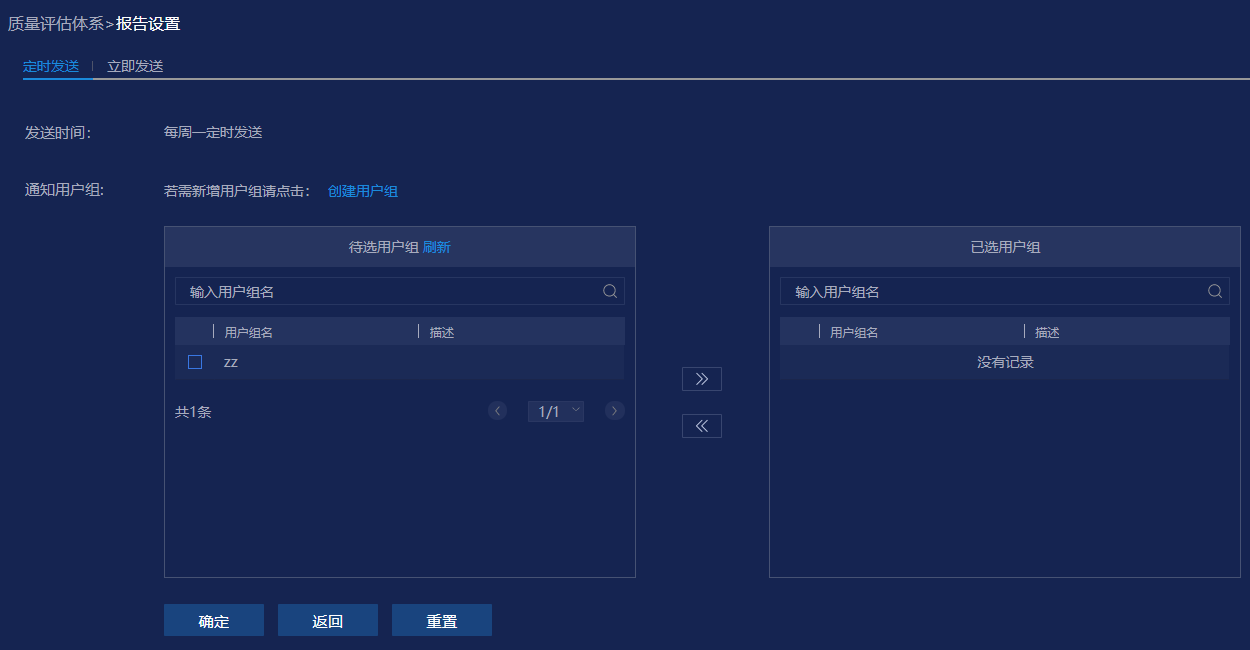 质量评估体系>报告设置
定时发送 | 立即发送
发送时间: 每周一定时发送
通知用户组: 若需新增用户组请点击: 创建用户组
待选用户组 刷新
输入用户组名
用户组名 描述
zz
共1条 1/1
已选用户组
输入用户组名
用户组名 描述
没有记录
确定 返回 重置